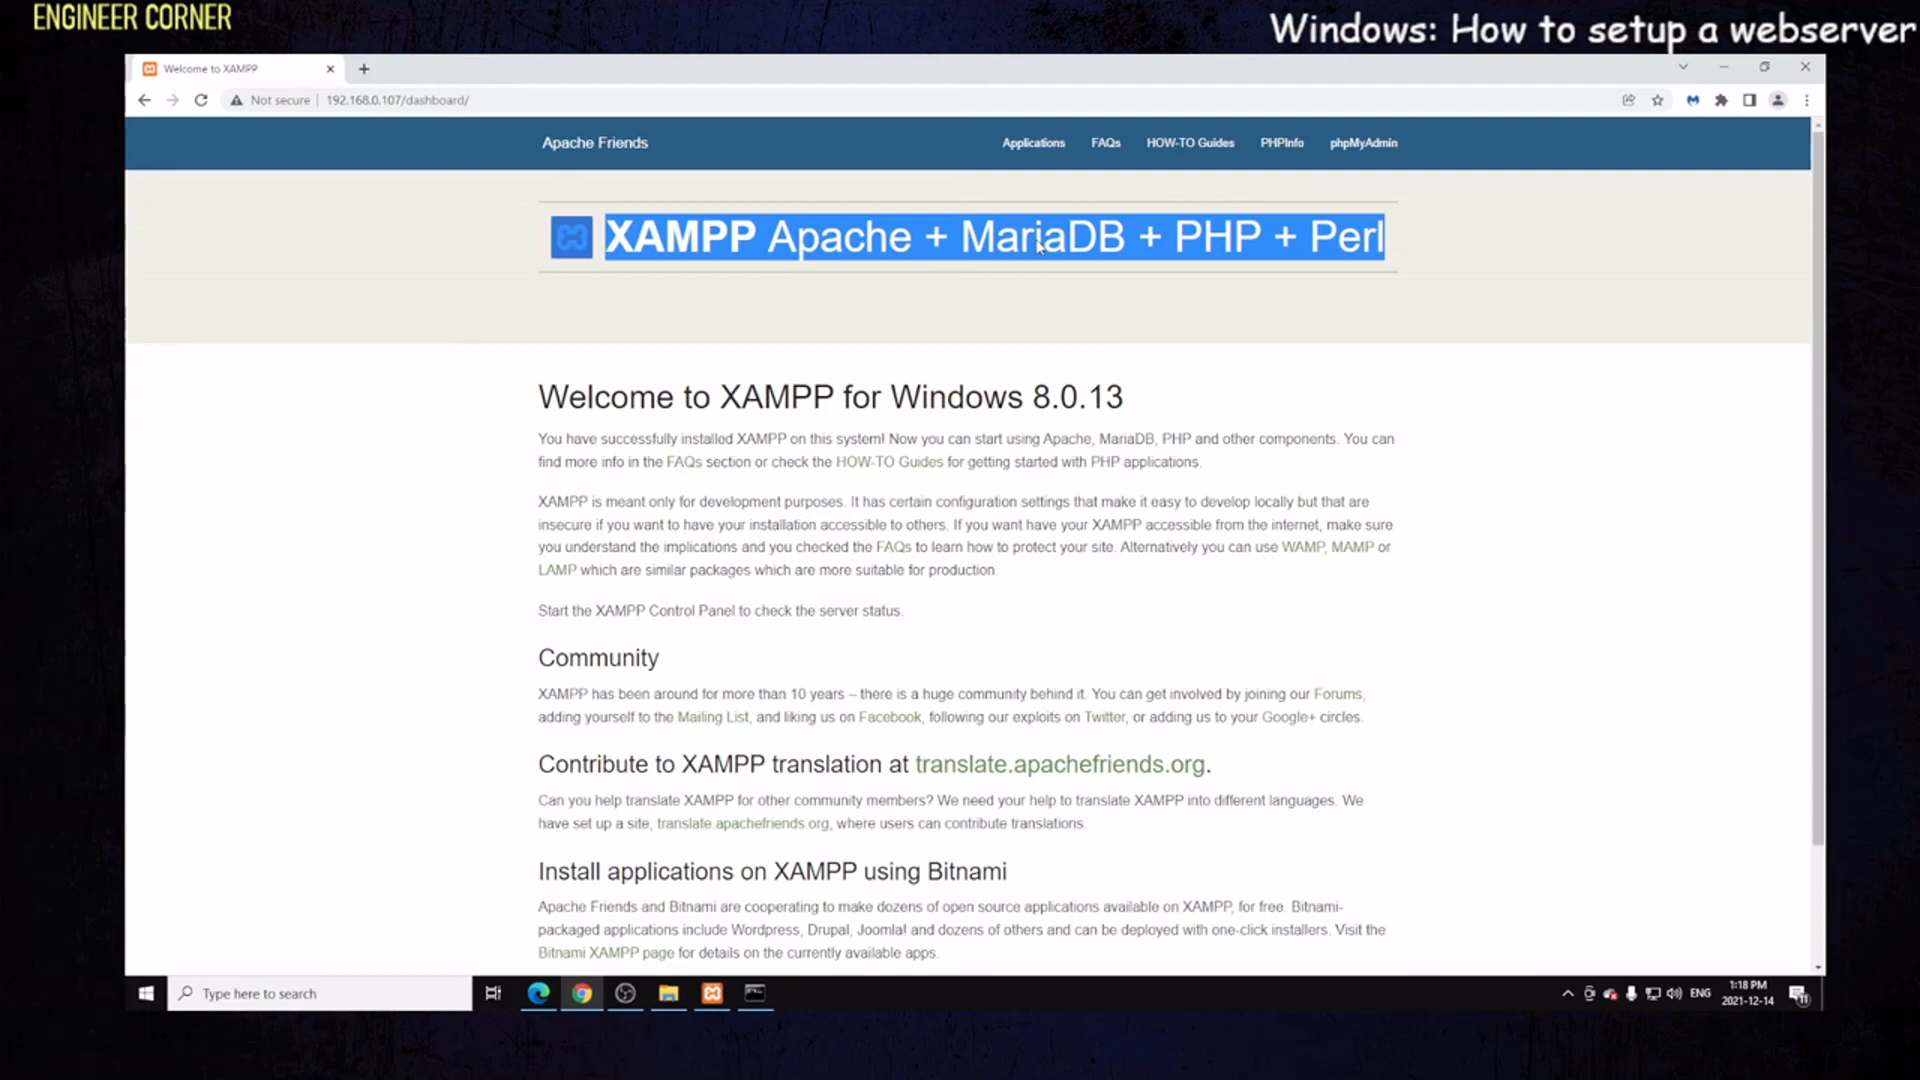 ENGINEER CORNER
Windows: How to setup a webserver
Welcome to XAMPP
Not secure
192.168.0.107/dashboard/
Apache Friends
Applications
FAQs
HOW-TO Guides
PHPInfo
phpMyAdmin
XAMPP Apache + MariaDB + PHP + Perl
Welcome to XAMPP for Windows 8.0.13
You have successfully installed XAMPP on this system! Now you can start using Apache, MariaDB, PHP and other components. You can
find more info in the FAQs section or check the HOW-TO Guides for getting started with PHP applications.
XAMPP is meant only for development purposes. It has certain configuration settings that make it easy to develop locally but that are
insecure if you want to have your installation accessible to others. If you want have your XAMPP accessible from the internet, make sure
you understand the implications and you checked the FAQs to learn how to protect your site. Alternatively you can use WAMP, MAMP or
LAMP which are similar packages which are more suitable for production.
Start the XAMPP Control Panel to check the server status.
Community
XAMPP has been around for more than 10 years – there is a huge community behind it. You can get involved by joining our Forums,
adding yourself to the Mailing List, and liking us on Facebook, following our exploits on Twitter, or adding us to your Google+ circles.
Contribute to XAMPP translation at translate.apachefriends.org.
Can you help translate XAMPP for other community members? We need your help to translate XAMPP into different languages. We
have set up a site, translate.apachefriends.org, where users can contribute translations.
Install applications on XAMPP using Bitnami
Apache Friends and Bitnami are cooperating to make dozens of open source applications available on XAMPP, for free. Bitnami-
packaged applications include Wordpress, Drupal, Joomla! and dozens of others and can be deployed with one-click installers. Visit the
Bitnami XAMPP page for details on the currently available apps.
Type here to search
ENG
1:18 PM
2021-12-14